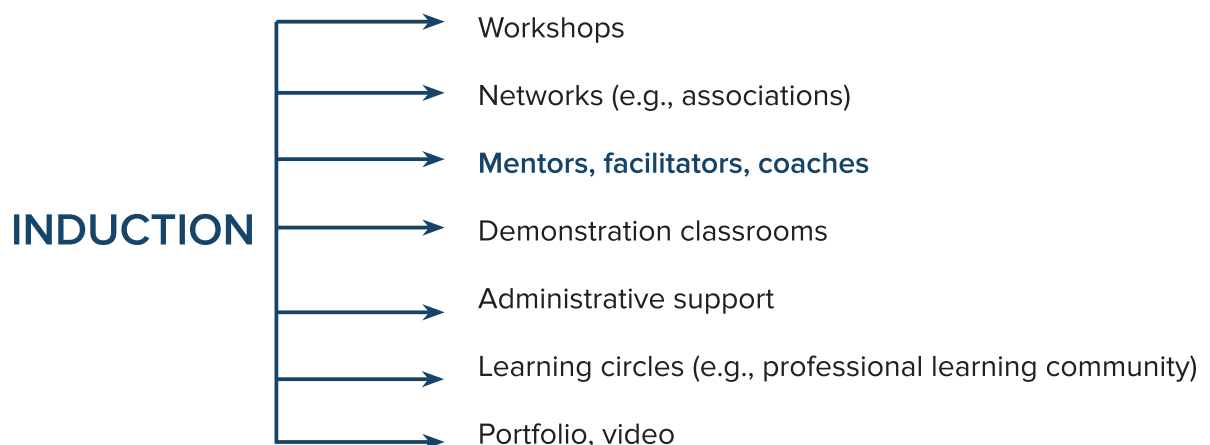 Workshops
Networks (e.g., associations)
Mentors, facilitators, coaches
INDUCTION
Demonstration classrooms
Administrative support
Learning circles (e.g., professional learning community)
Portfolio, video